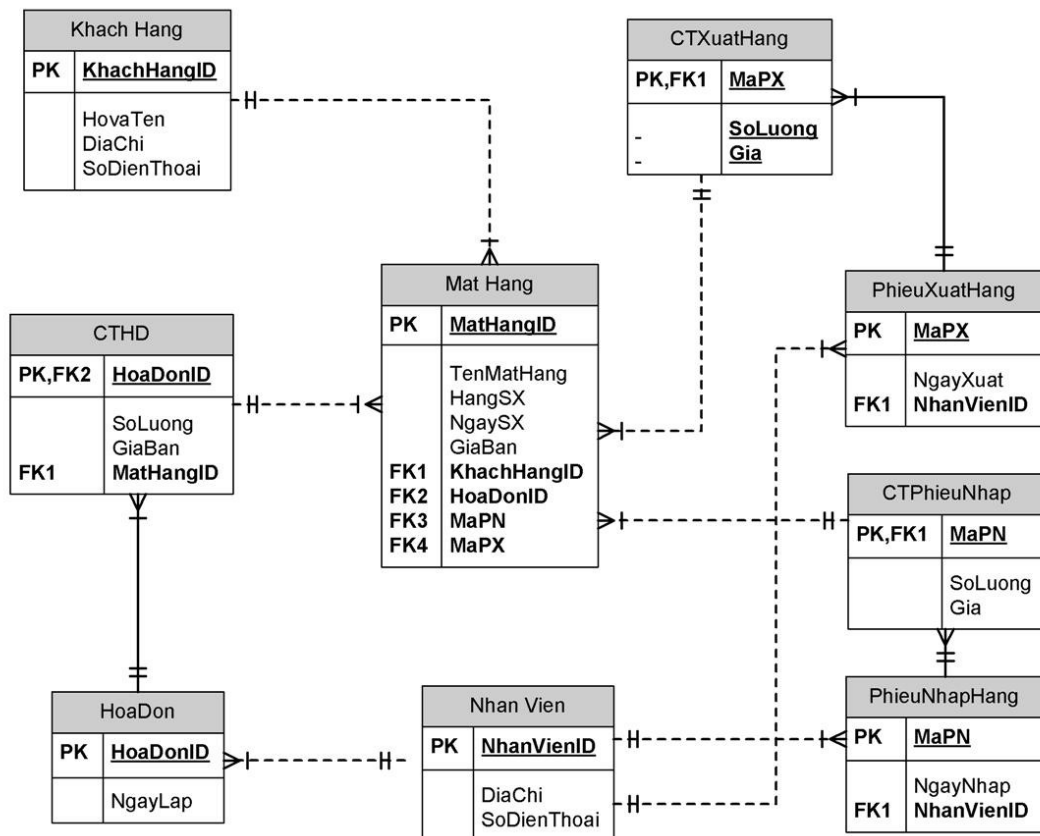 Khach Hang
PK KhachHangID
HovaTen
DiaChi
SoDienThoai
CTXuatHang
PK,FK1 MaPX
- SoLuong
- Gia
Mat Hang
PK MatHangID
TenMatHang
HangSX
NgaySX
GiaBan
FK1 KhachHangID
FK2 HoaDonID
FK3 MaPN
FK4 MaPX
PhieuXuatHang
PK MaPX
NgayXuat
FK1 NhanVienID
CTHD
PK,FK2 HoaDonID
SoLuong
GiaBan
FK1 MatHangID
CTPhieuNhap
PK,FK1 MaPN
SoLuong
Gia
HoaDon
PK HoaDonID
NgayLap
Nhan Vien
PK NhanVienID
DiaChi
SoDienThoai
PhieuNhapHang
PK MaPN
NgayNhap
FK1 NhanVienID